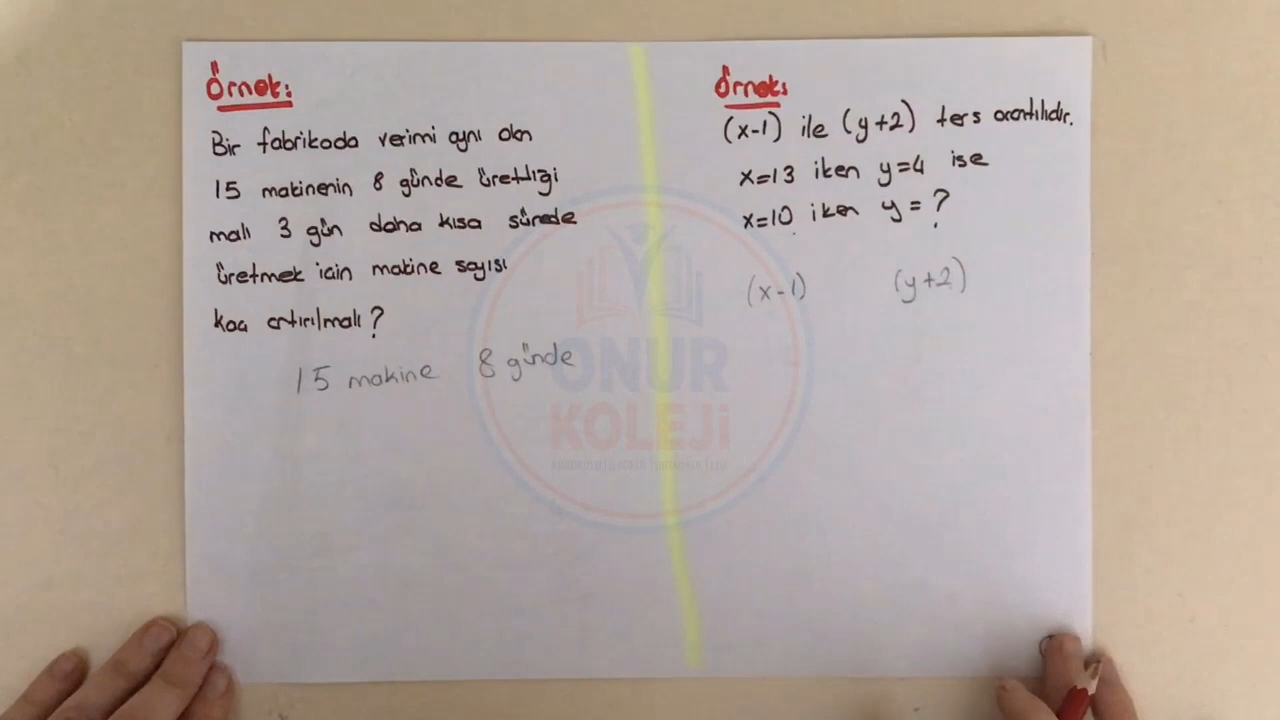 Örnek:
Bir fabrikada verimi aynı olan
15 makinenin 8 günde ürettiği
malı 3 gün daha kısa sürede
üretmek için makine sayısı
kaç artırılmalı?
15 makine 8 günde
Örnek:
(x-1) ile (y+2) ters orantılıdır.
x=13 iken y=4 ise
x=10 iken y=?
(x-1) (y+2)
ONUR
KOLEJİ